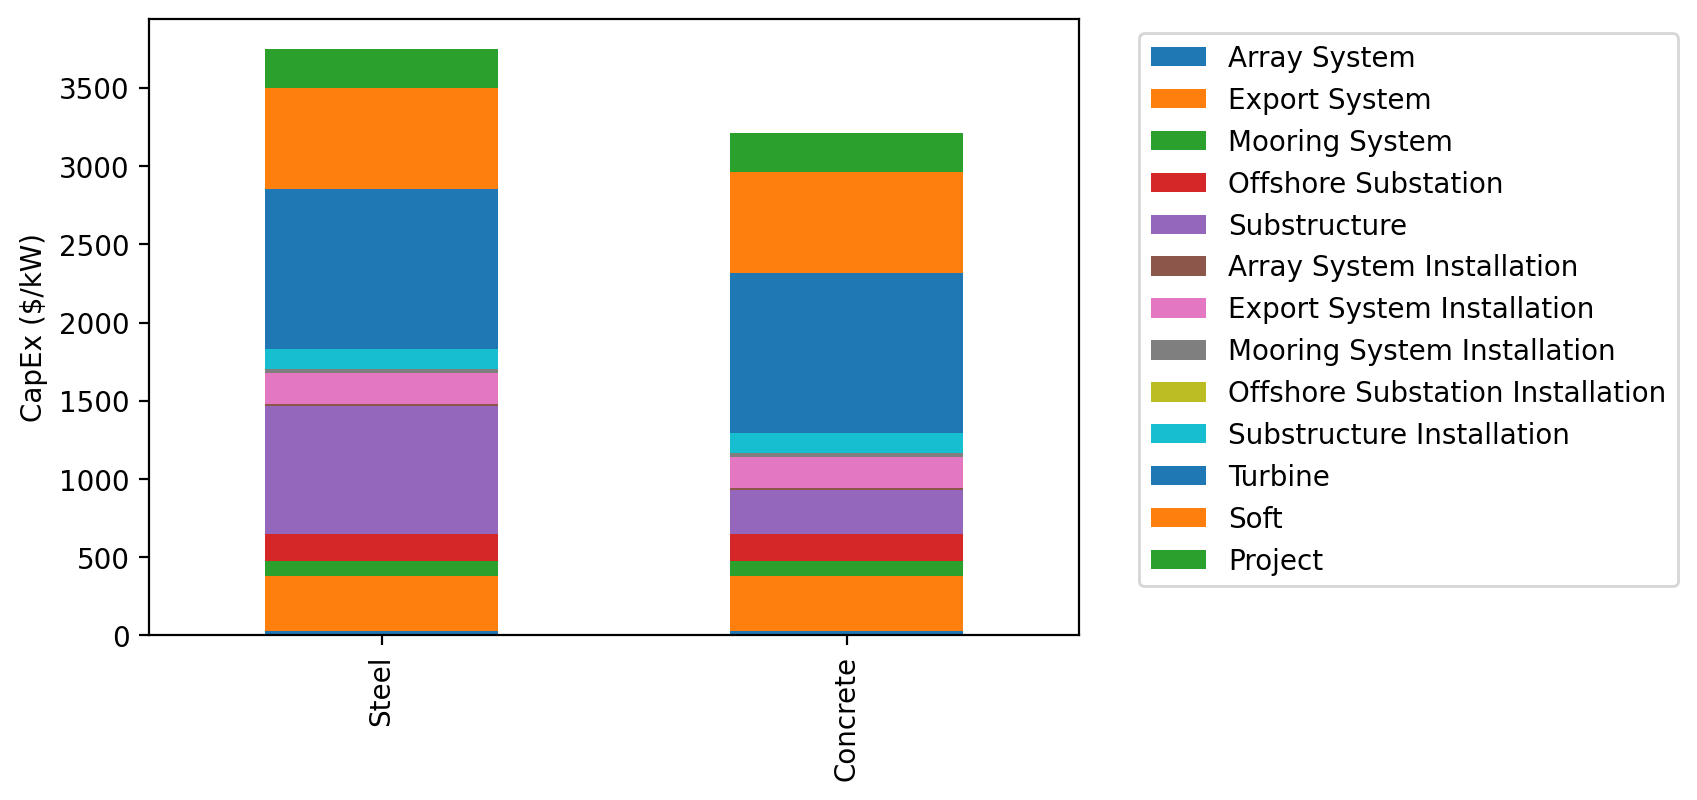 CapEx ($/kW)
3500
3000
2500
2000
1500
1000
500
0
Steel
Concrete
Array System
Export System
Mooring System
Offshore Substation
Substructure
Array System Installation
Export System Installation
Mooring System Installation
Offshore Substation Installation
Substructure Installation
Turbine
Soft
Project